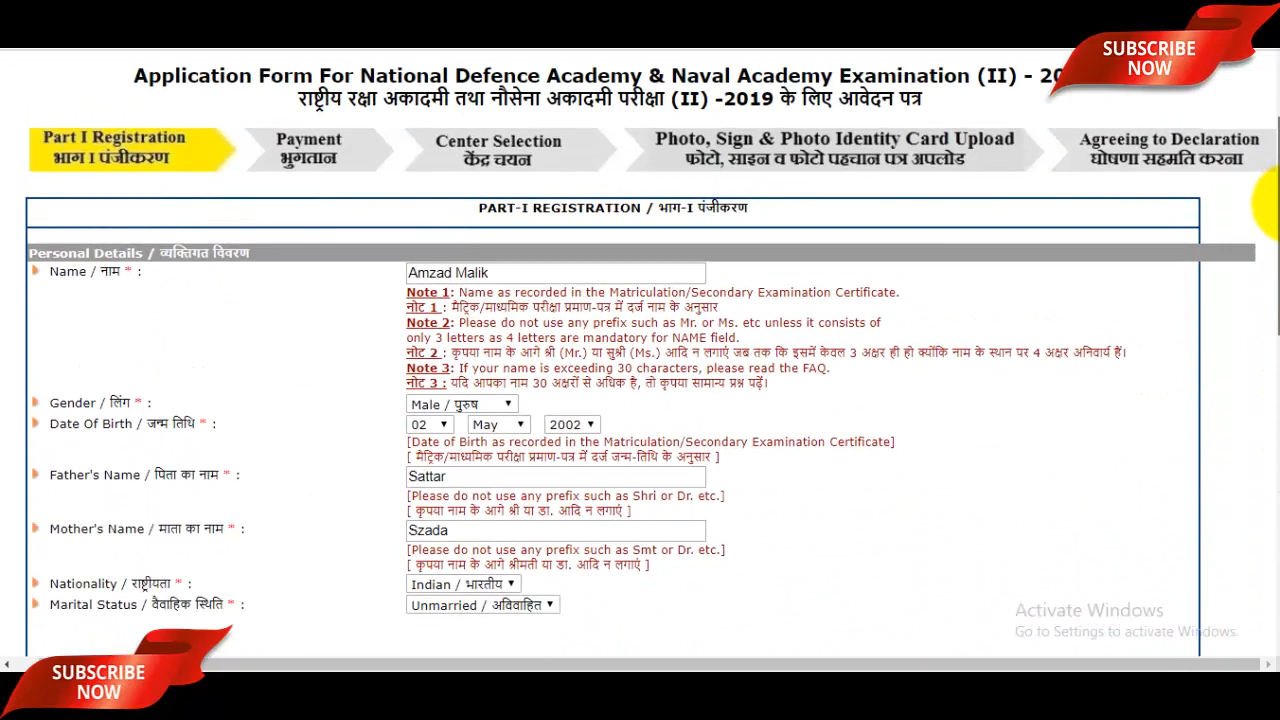 SUBSCRIBE
NOW
Application Form For National Defence Academy & Naval Academy Examination (II) - 20
राष्ट्रीय रक्षा अकादमी तथा नौसेना अकादमी परीक्षा (II) -2019 के लिए आवेदन पत्र
Part I Registration
भाग I पंजीकरण
Payment
भुगतान
Center Selection
केंद्र चयन
Photo, Sign & Photo Identity Card Upload
फोटो, साइन व फोटो पहचान पत्र अपलोड
Agreeing to Declaration
घोषणा सहमति करना
PART-I REGISTRATION / भाग-I पंजीकरण
Personal Details / व्यक्तिगत विवरण
Name / नाम * : Amzad Malik
Note 1: Name as recorded in the Matriculation/Secondary Examination Certificate.
नोट 1 : मैट्रिक/माध्यमिक परीक्षा प्रमाण-पत्र में दर्ज नाम के अनुसार
Note 2: Please do not use any prefix such as Mr. or Ms. etc unless it consists of
only 3 letters as 4 letters are mandatory for NAME field.
नोट 2 : कृपया नाम के आगे श्री (Mr.) या सुश्री (Ms.) आदि न लगाएं जब तक कि इसमें केवल 3 अक्षर ही हो क्योंकि नाम के स्थान पर 4 अक्षर अनिवार्य हैं।
Note 3: If your name is exceeding 30 characters, please read the FAQ.
नोट 3 : यदि आपका नाम 30 अक्षरों से अधिक है, तो कृपया सामान्य प्रश्न पढ़ें।
Gender / लिंग * : Male / पुरुष
Date Of Birth / जन्म तिथि * : 02 May 2002
[Date of Birth as recorded in the Matriculation/Secondary Examination Certificate]
[ मैट्रिक/माध्यमिक परीक्षा प्रमाण-पत्र में दर्ज जन्म-तिथि के अनुसार ]
Father's Name / पिता का नाम * : Sattar
[Please do not use any prefix such as Shri or Dr. etc.]
[ कृपया नाम के आगे श्री या डा. आदि न लगाएं ]
Mother's Name / माता का नाम * : Szada
[Please do not use any prefix such as Smt or Dr. etc.]
[ कृपया नाम के आगे श्रीमती या डा. आदि न लगाएं ]
Nationality / राष्ट्रीयता * : Indian / भारतीय
Marital Status / वैवाहिक स्थिति * : Unmarried / अविवाहित
Activate Windows
Go to Settings to activate Windows.
SUBSCRIBE
NOW